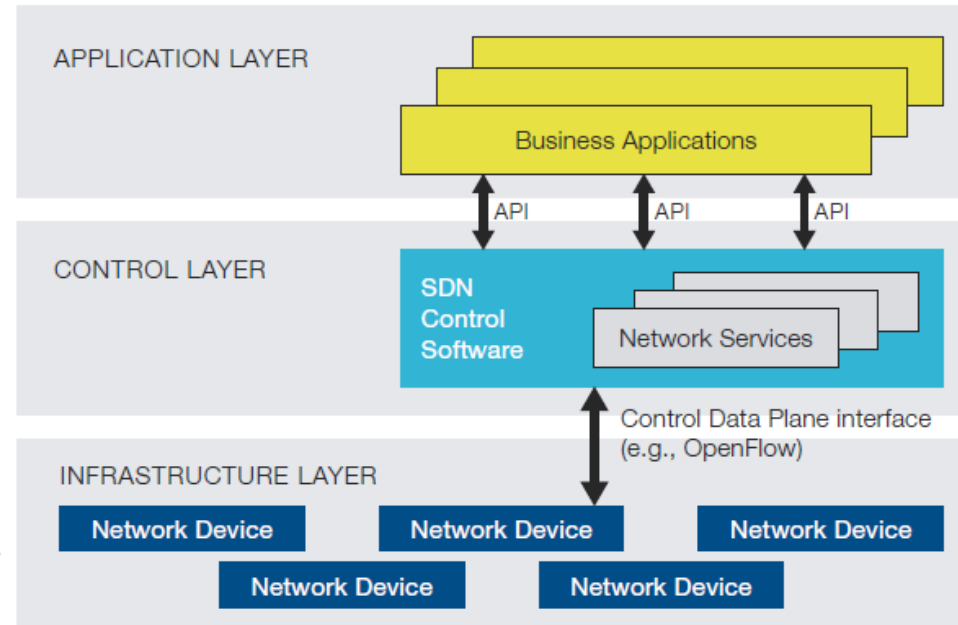 APPLICATION LAYER
Business Applications
API
API
API
CONTROL LAYER
SDN
Control
Software
Network Services
Control Data Plane interface
(e.g., OpenFlow)
INFRASTRUCTURE LAYER
Network Device
Network Device
Network Device
Network Device
Network Device